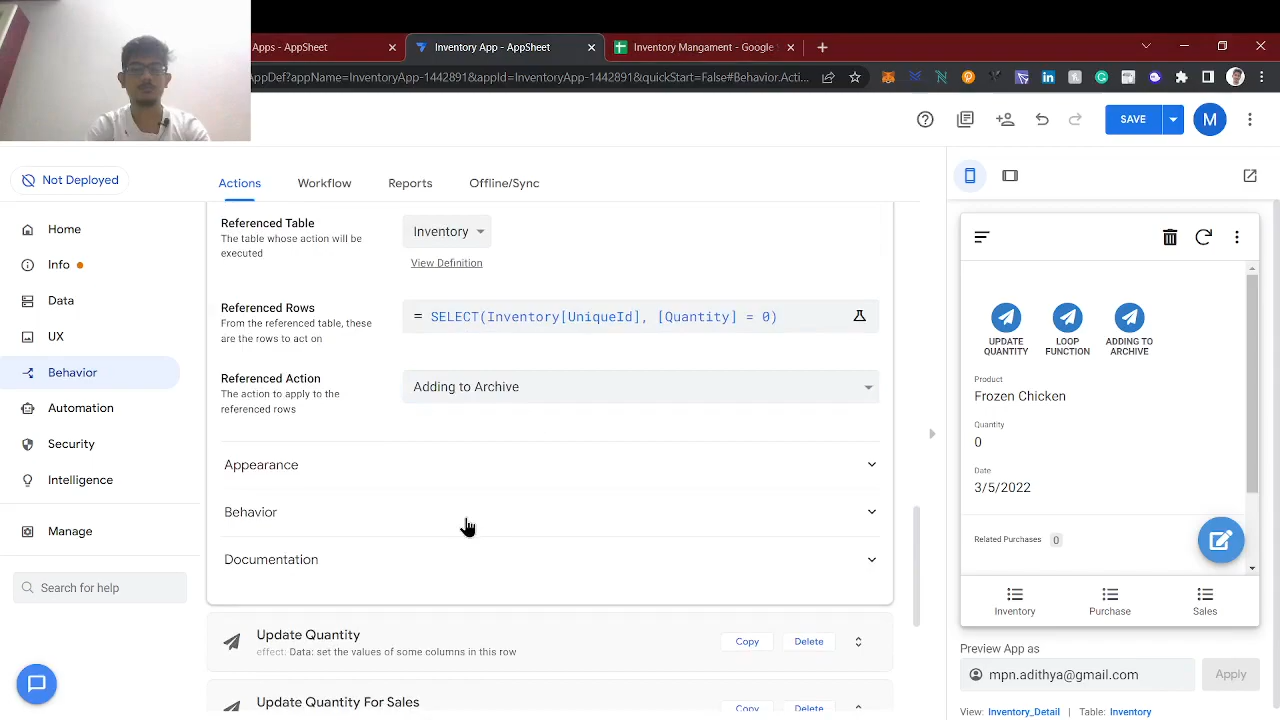 Apps - AppSheet
Inventory App - AppSheet
Inventory Mangament - Google
AppDef?appName=InventoryApp-1442891&appId=InventoryApp-1442891&quickStart=False#Behavior.Acti...
SAVE
M
Not Deployed
Actions
Workflow
Reports
Offline/Sync
Home
Info
Data
UX
Behavior
Automation
Security
Intelligence
Manage
Search for help
Referenced Table
The table whose action will be
executed
Inventory
View Definition
Referenced Rows
From the referenced table, these
are the rows to act on
= SELECT(Inventory[UniqueId], [Quantity] = 0)
Referenced Action
The action to apply to the
referenced rows
Adding to Archive
Appearance
Behavior
Documentation
Update Quantity
effect: Data: set the values of some columns in this row
Copy
Delete
Update Quantity For Sales
Copy
Delete
UPDATE
QUANTITY
LOOP
FUNCTION
ADDING TO
ARCHIVE
Product
Frozen Chicken
Quantity
0
Date
3/5/2022
Related Purchases 0
Inventory
Purchase
Sales
Preview App as
mpn.adithya@gmail.com
Apply
View: Inventory_Detail | Table: Inventory